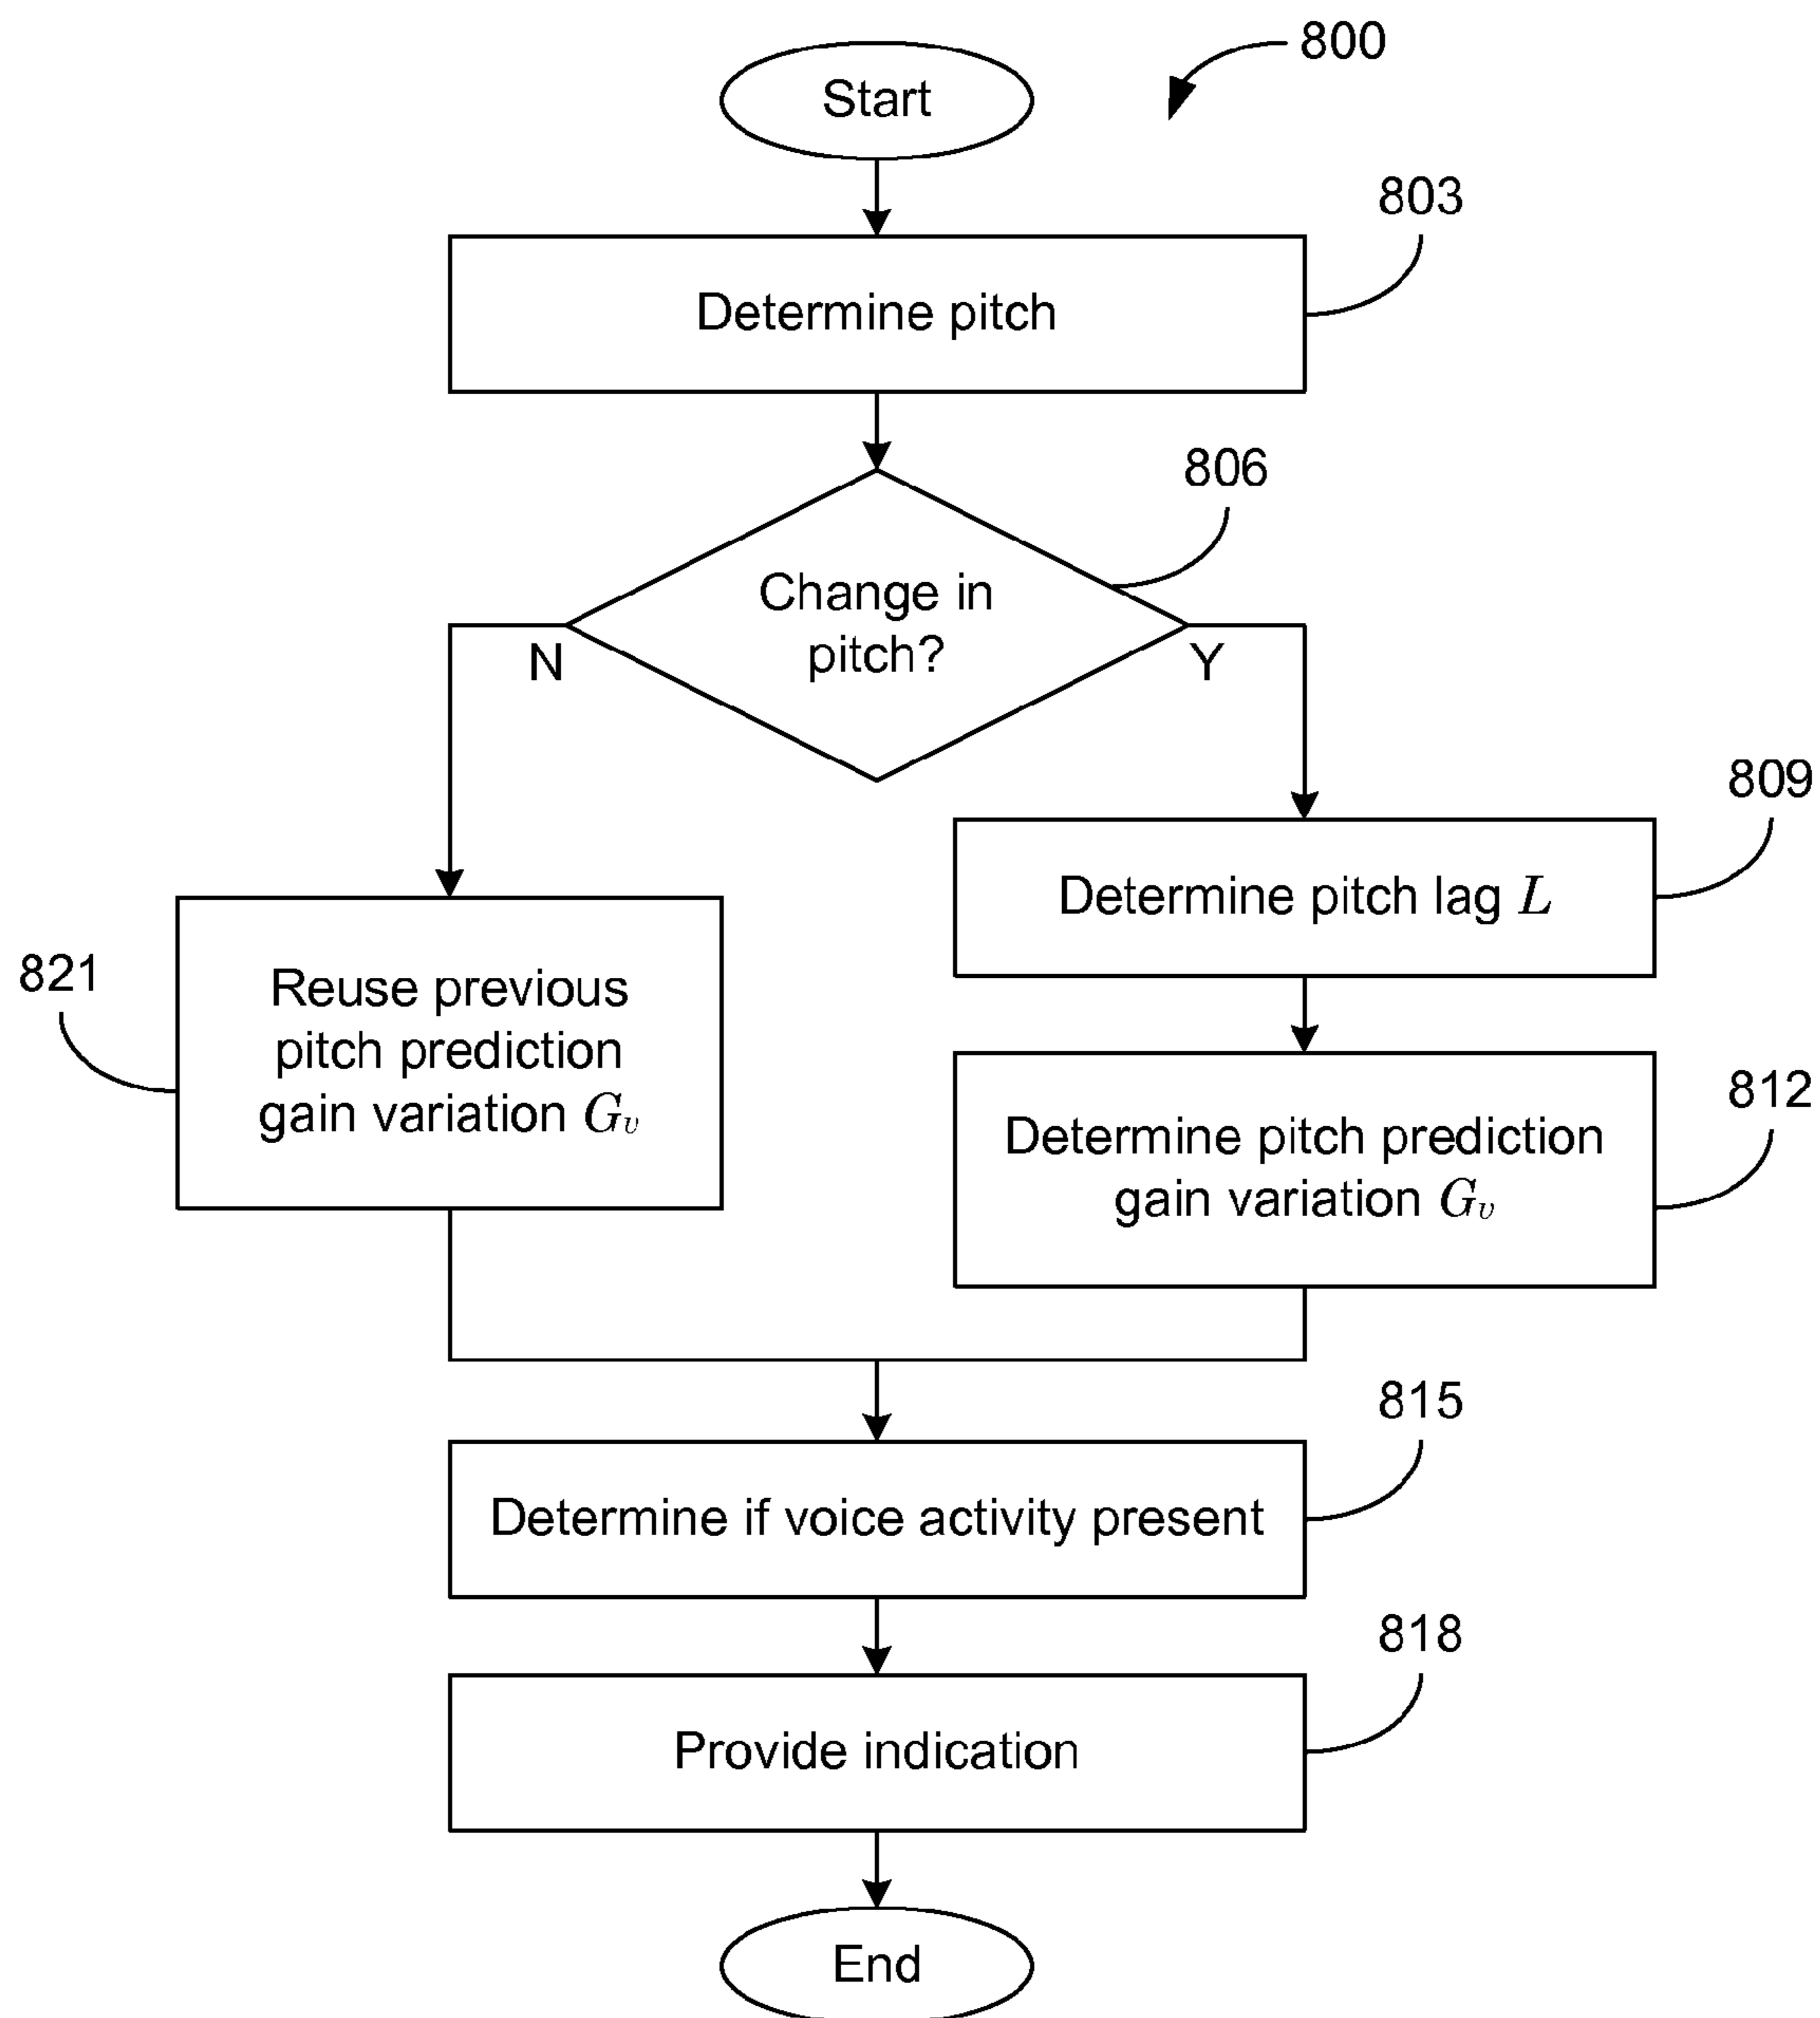 800
Start
803
Determine pitch
806
Change in
pitch?
N
Y
809
Determine pitch lag L
821
Reuse previous
pitch prediction
gain variation Gv
812
Determine pitch prediction
gain variation Gv
815
Determine if voice activity present
818
Provide indication
End